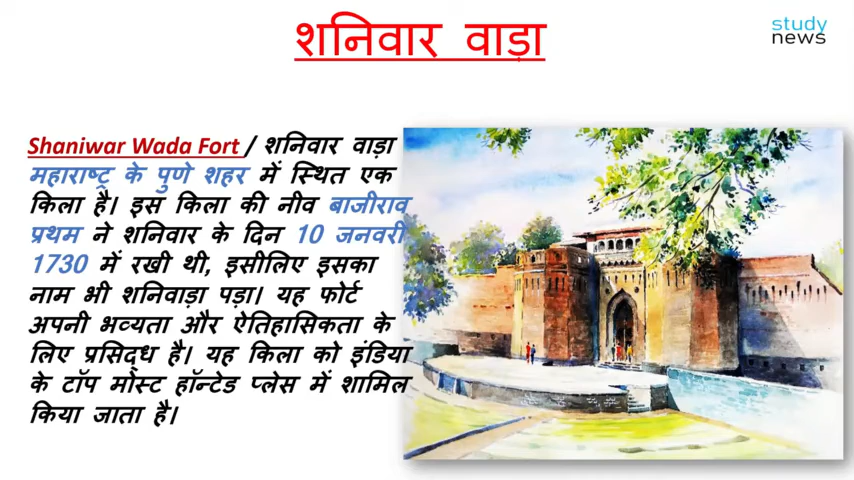 शनिवार वाड़ा
study
news
Shaniwar Wada Fort / शनिवार वाड़ा
महाराष्ट्र के पुणे शहर में स्थित एक
किला है। इस किला की नीव बाजीराव
प्रथम ने शनिवार के दिन 10 जनवरी
1730 में रखी थी, इसीलिए इसका
नाम भी शनिवाड़ा पड़ा। यह फोर्ट
अपनी भव्यता और ऐतिहासिकता के
लिए प्रसिद्ध है। यह किला को इंडिया
के टॉप मोस्ट हॉन्टेड प्लेस में शामिल
किया जाता है।